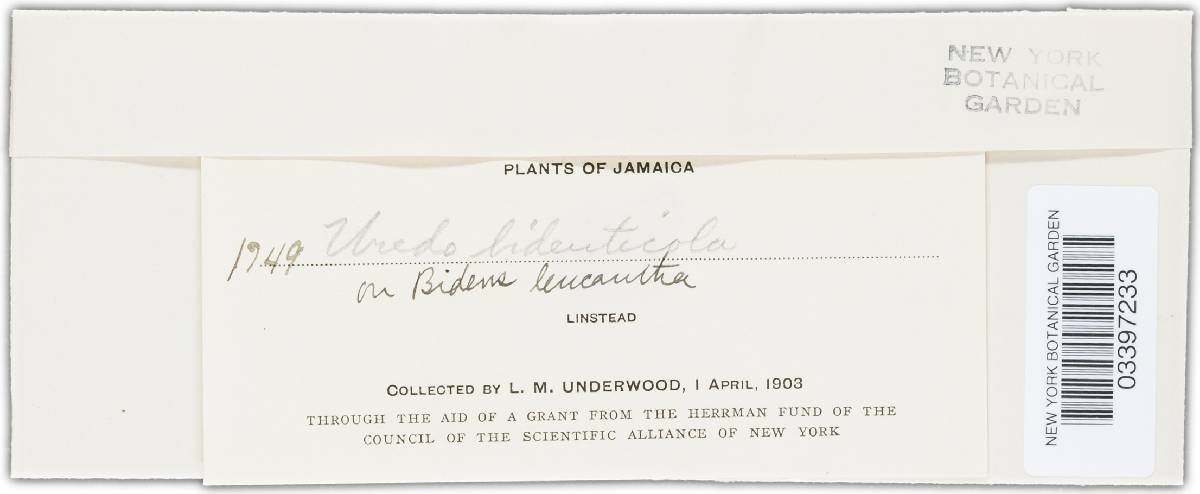 NEW YORK
BOTANICAL
GARDEN
PLANTS OF JAMAICA
1749 Uredo bidenticola
on Bidens leucantha
LINSTEAD
COLLECTED BY L. M. UNDERWOOD, 1 APRIL, 1903
THROUGH THE AID OF A GRANT FROM THE HERRMAN FUND OF THE
COUNCIL OF THE SCIENTIFIC ALLIANCE OF NEW YORK
NEW YORK BOTANICAL GARDEN
03397233